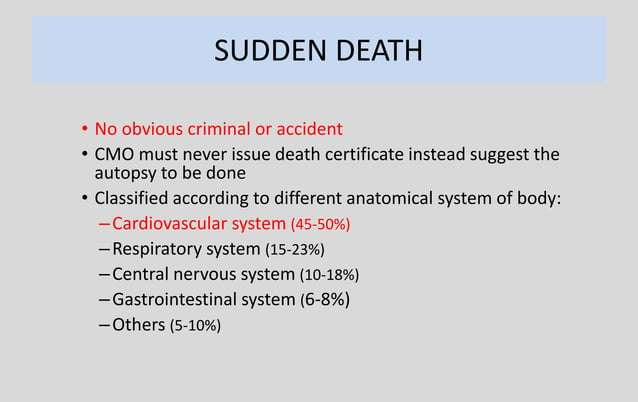 SUDDEN DEATH
• No obvious criminal or accident
• CMO must never issue death certificate instead suggest the
autopsy to be done
• Classified according to different anatomical system of body:
–Cardiovascular system (45-50%)
–Respiratory system (15-23%)
–Central nervous system (10-18%)
–Gastrointestinal system (6-8%)
–Others (5-10%)